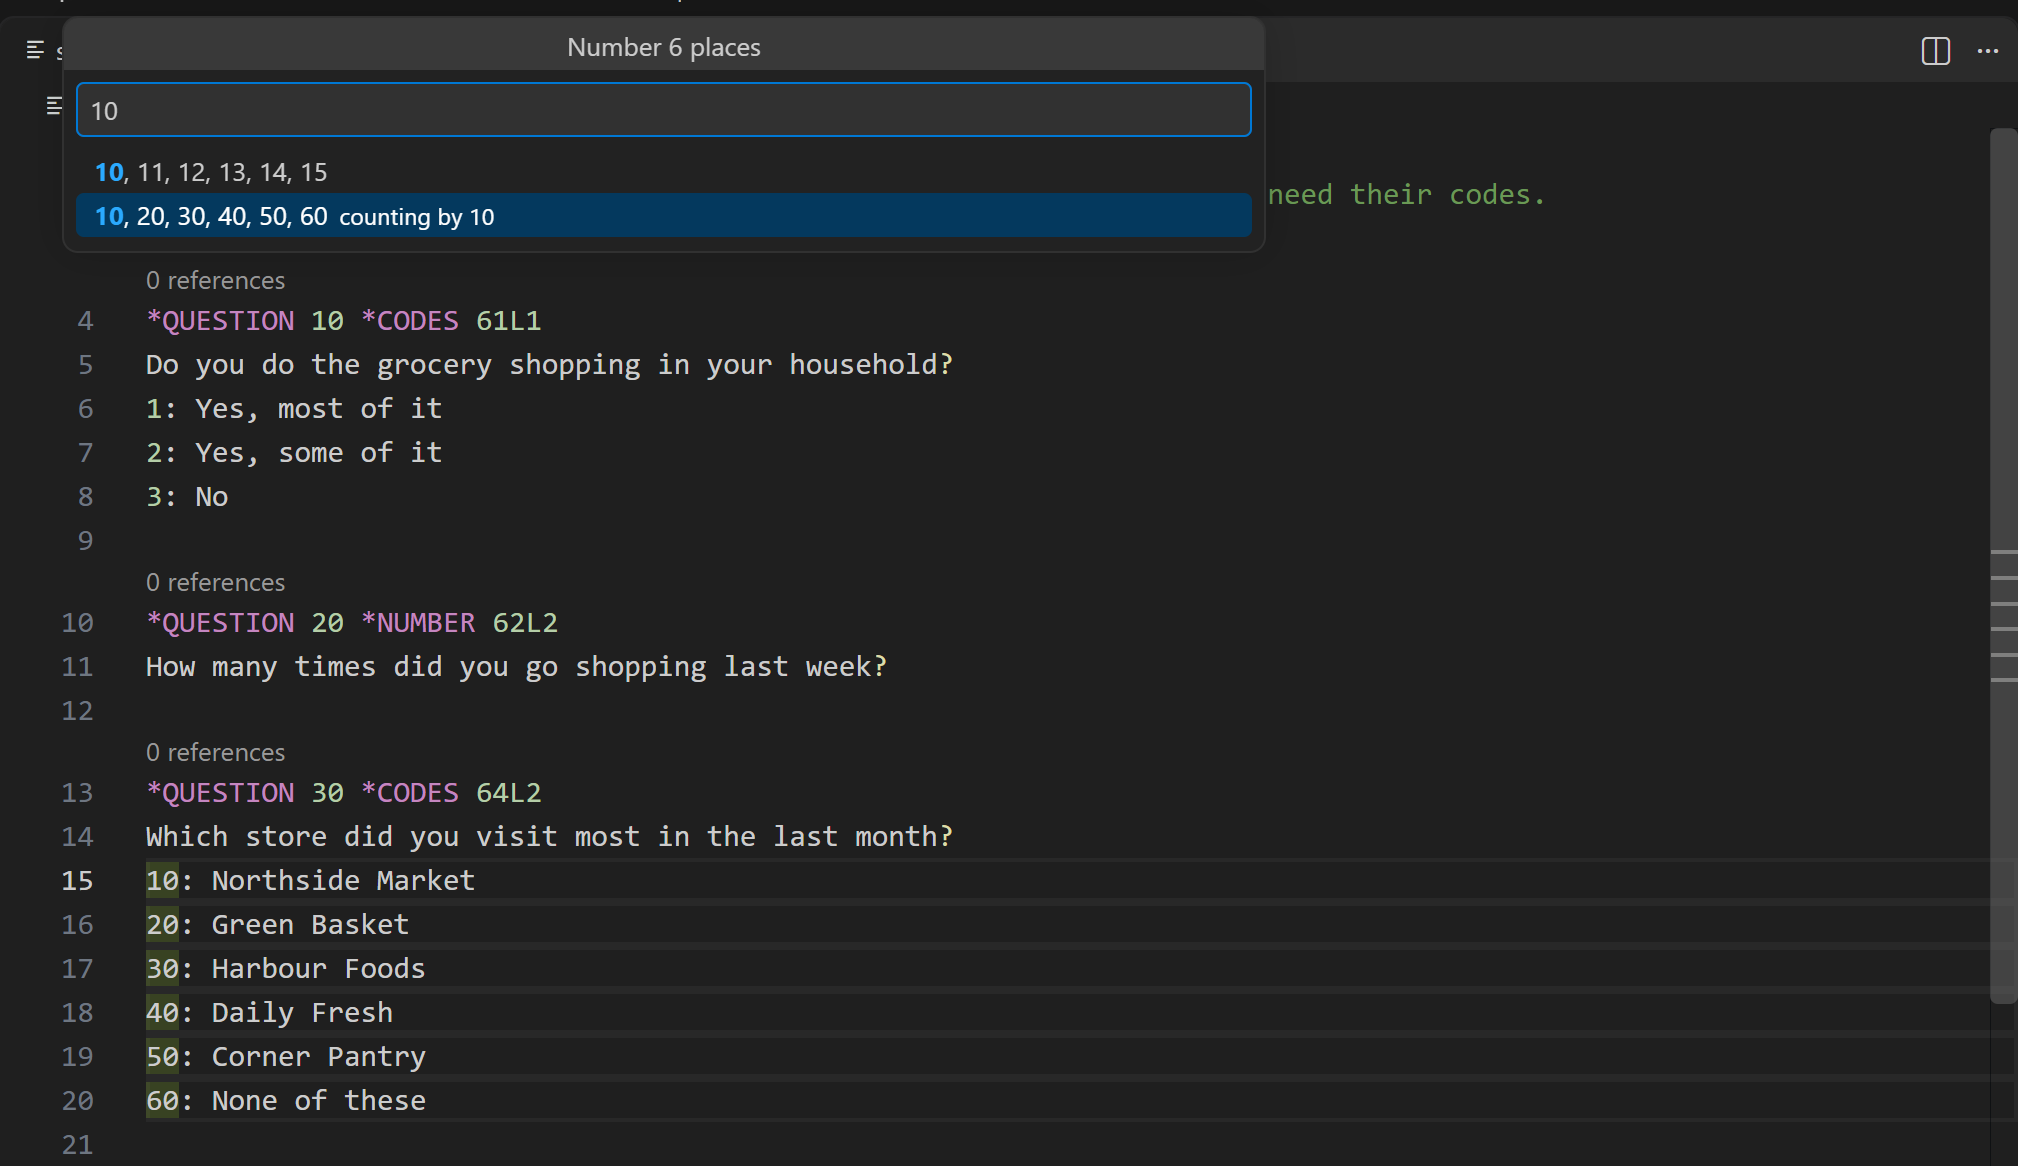 Number 6 places
10
10, 11, 12, 13, 14, 15
10, 20, 30, 40, 50, 60 counting by 10
need their codes.
0 references
4 *QUESTION 10 *CODES 61L1
5 Do you do the grocery shopping in your household?
6 1: Yes, most of it
7 2: Yes, some of it
8 3: No
9
0 references
10 *QUESTION 20 *NUMBER 62L2
11 How many times did you go shopping last week?
12
0 references
13 *QUESTION 30 *CODES 64L2
14 Which store did you visit most in the last month?
15 10: Northside Market
16 20: Green Basket
17 30: Harbour Foods
18 40: Daily Fresh
19 50: Corner Pantry
20 60: None of these
21